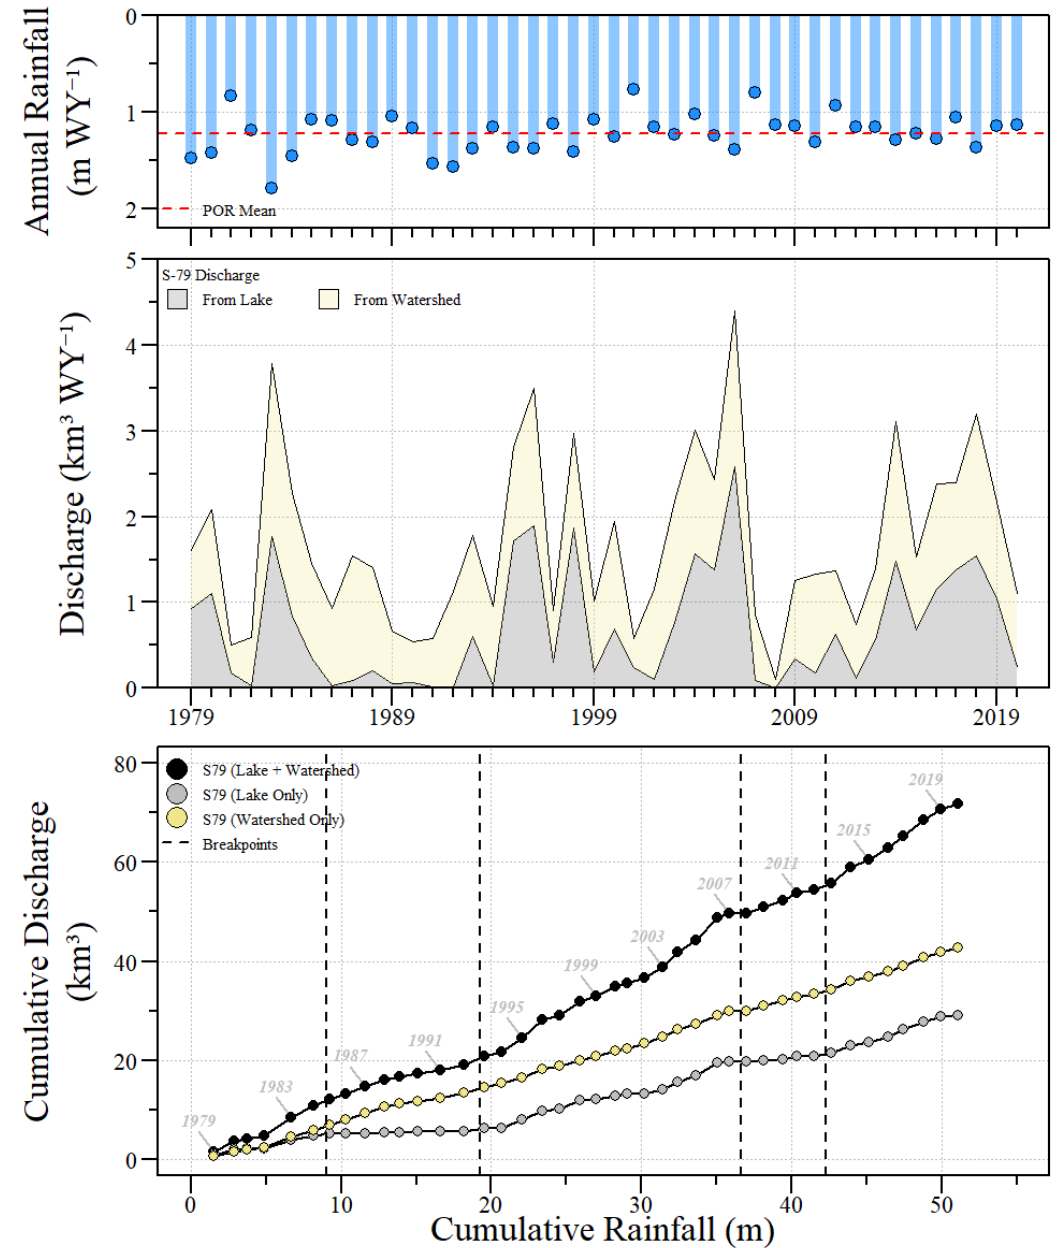 Annual Rainfall
(m WY⁻¹)
0
1
2
POR Mean
Discharge (km³ WY⁻¹)
5
4
3
2
1
0
S-79 Discharge
From Lake From Watershed
1979 1989 1999 2009 2019
Cumulative Discharge
(km³)
80
60
40
20
0
S79 (Lake + Watershed)
S79 (Lake Only)
S79 (Watershed Only)
Breakpoints
1979
1983
1987
1991
1995
1999
2003
2007
2011
2015
2019
0 10 20 30 40 50
Cumulative Rainfall (m)